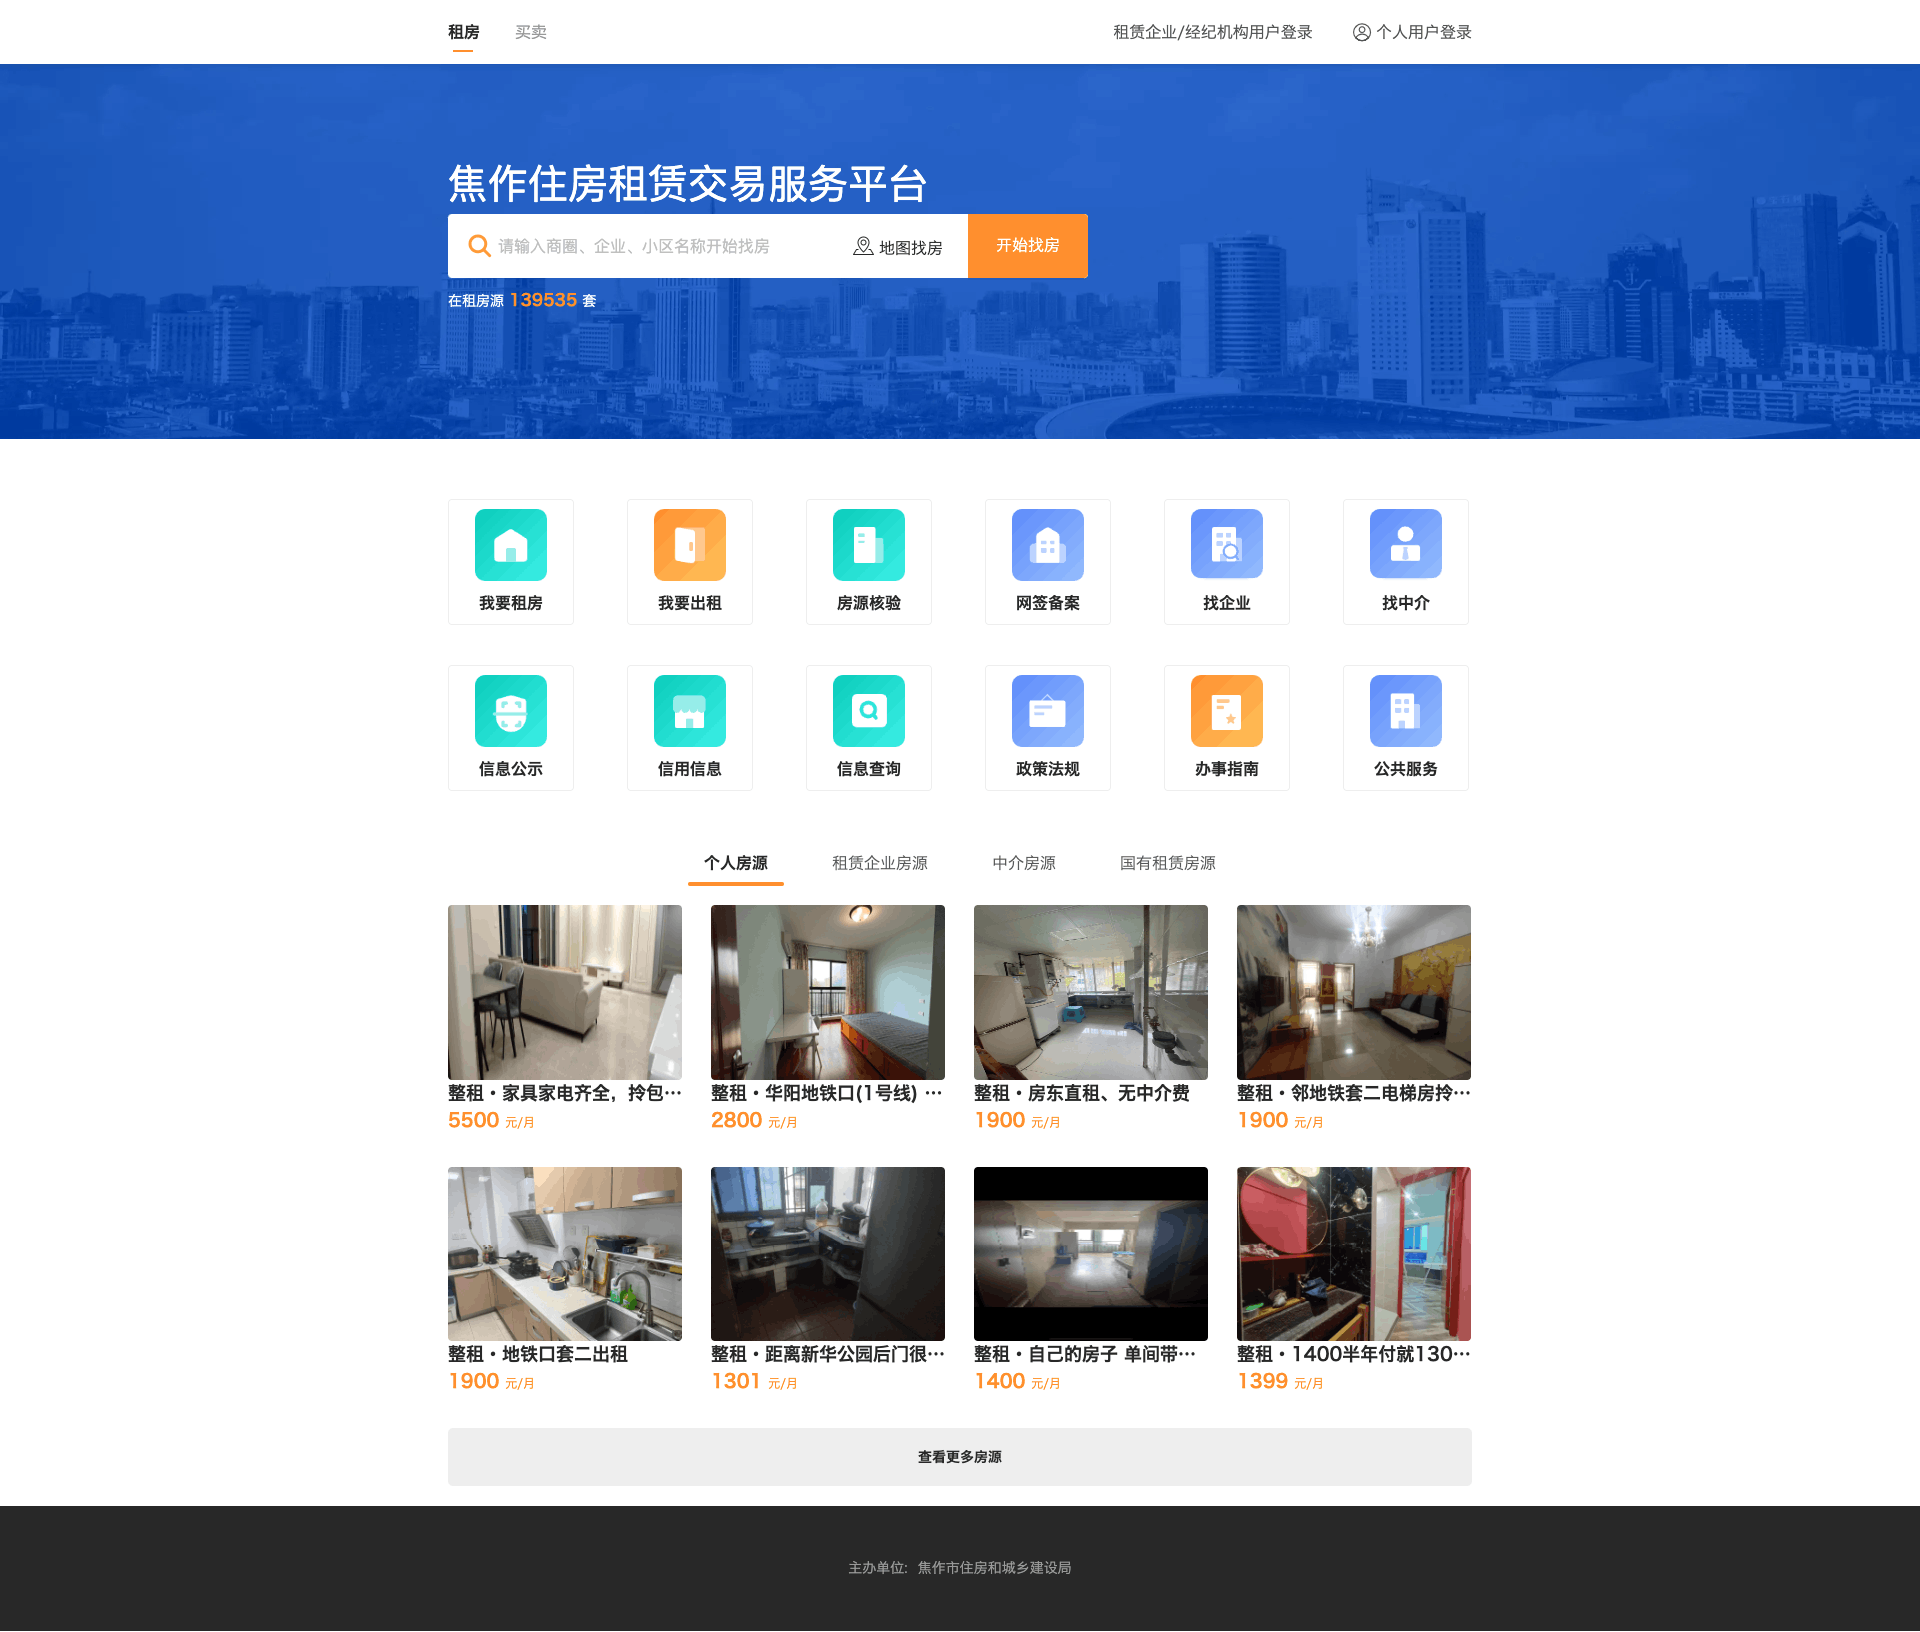 租房 买卖 租赁企业/经纪机构用户登录 个人用户登录
焦作住房租赁交易服务平台
请输入商圈、企业、小区名称开始找房 地图找房 开始找房
在租房源 139535 套
我要租房 我要出租 房源核验 网签备案 找企业 找中介
信息公示 信用信息 信息查询 政策法规 办事指南 公共服务
个人房源 租赁企业房源 中介房源 国有租赁房源
整租・家具家电齐全，拎包… 整租・华阳地铁口(1号线) … 整租・房东直租、无中介费 整租・邻地铁套二电梯房拎…
5500 元/月 2800 元/月 1900 元/月 1900 元/月
整租・地铁口套二出租 整租・距离新华公园后门很… 整租・自己的房子 单间带… 整租・1400半年付就130…
1900 元/月 1301 元/月 1400 元/月 1399 元/月
查看更多房源
主办单位：焦作市住房和城乡建设局